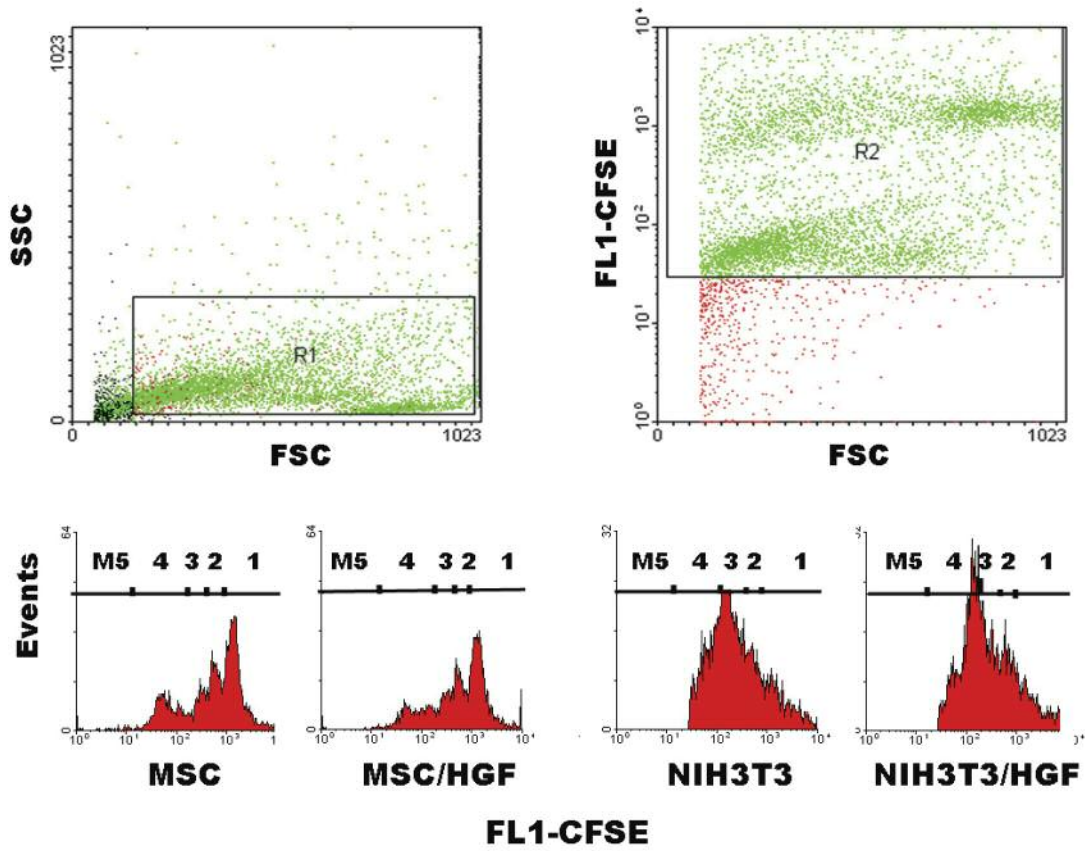 1023
SSC
R1
0
0
1023
FSC
10⁴
10³
FL1-CFSE
R2
10²
10¹
10⁰
0
1023
FSC
64
Events
M5 4 3 2 1
0
10⁰ 10¹ 10² 10³ 1
MSC
64
M5 4 3 2 1
0
10⁰ 10¹ 10² 10³ 10⁴
MSC/HGF
32
M5 4 3 2 1
0
10⁰ 10¹ 10² 10³ 10⁴
NIH3T3
M5 4 3 2 1
10⁰ 10¹ 10² 10³
NIH3T3/HGF
FL1-CFSE